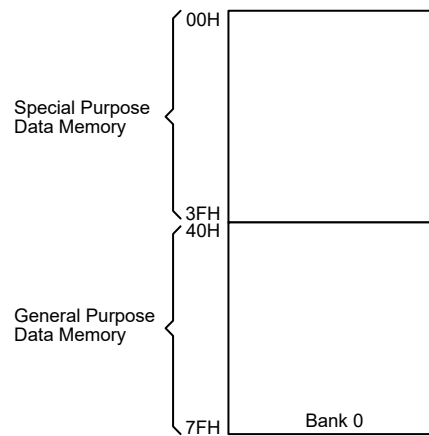 00H
Special Purpose
Data Memory
3FH
40H
General Purpose
Data Memory
7FH
Bank 0